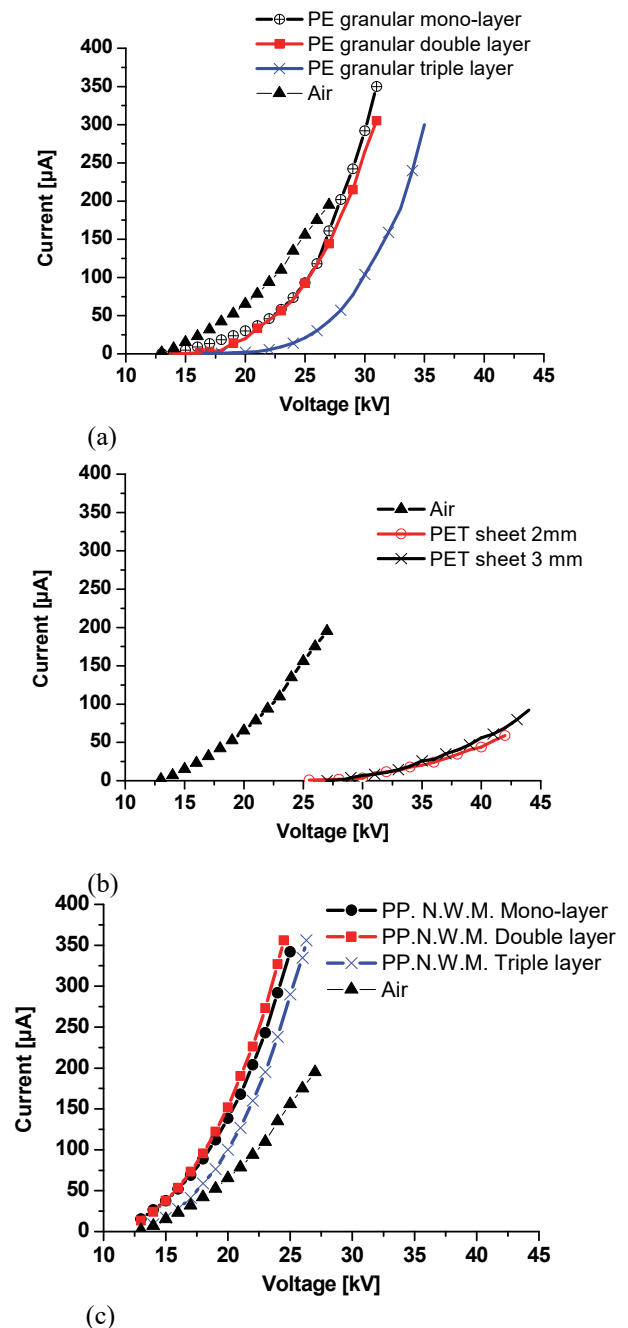 PE granular mono-layer
PE granular double layer
PE granular triple layer
Air
400
350
300
250
200
150
100
50
0
Current [µA]
10 15 20 25 30 35 40 45
Voltage [kV]
(a)
Air
PET sheet 2mm
PET sheet 3 mm
400
350
300
250
200
150
100
50
0
Current [µA]
10 15 20 25 30 35 40 45
Voltage [kV]
(b)
PP. N.W.M. Mono-layer
PP.N.W.M. Double layer
PP.N.W.M. Triple layer
Air
400
350
300
250
200
150
100
50
0
Current [µA]
10 15 20 25 30 35 40 45
Voltage [kV]
(c)